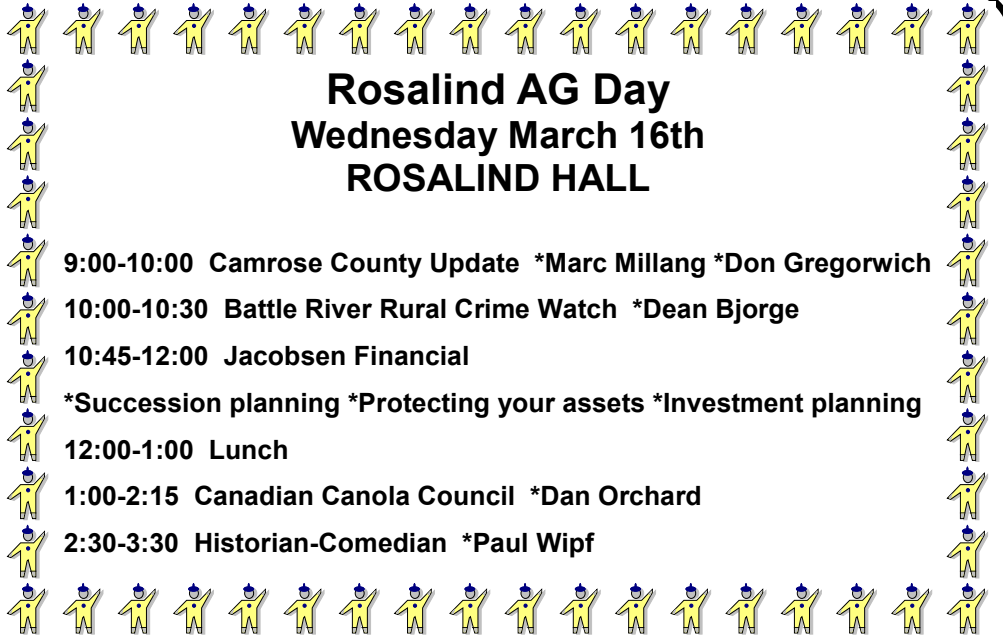 Rosalind AG Day
Wednesday March 16th
ROSALIND HALL
9:00-10:00 Camrose County Update *Marc Millang *Don Gregorwich
10:00-10:30 Battle River Rural Crime Watch *Dean Bjorge
10:45-12:00 Jacobsen Financial
*Succession planning *Protecting your assets *Investment planning
12:00-1:00 Lunch
1:00-2:15 Canadian Canola Council *Dan Orchard
2:30-3:30 Historian-Comedian *Paul Wipf